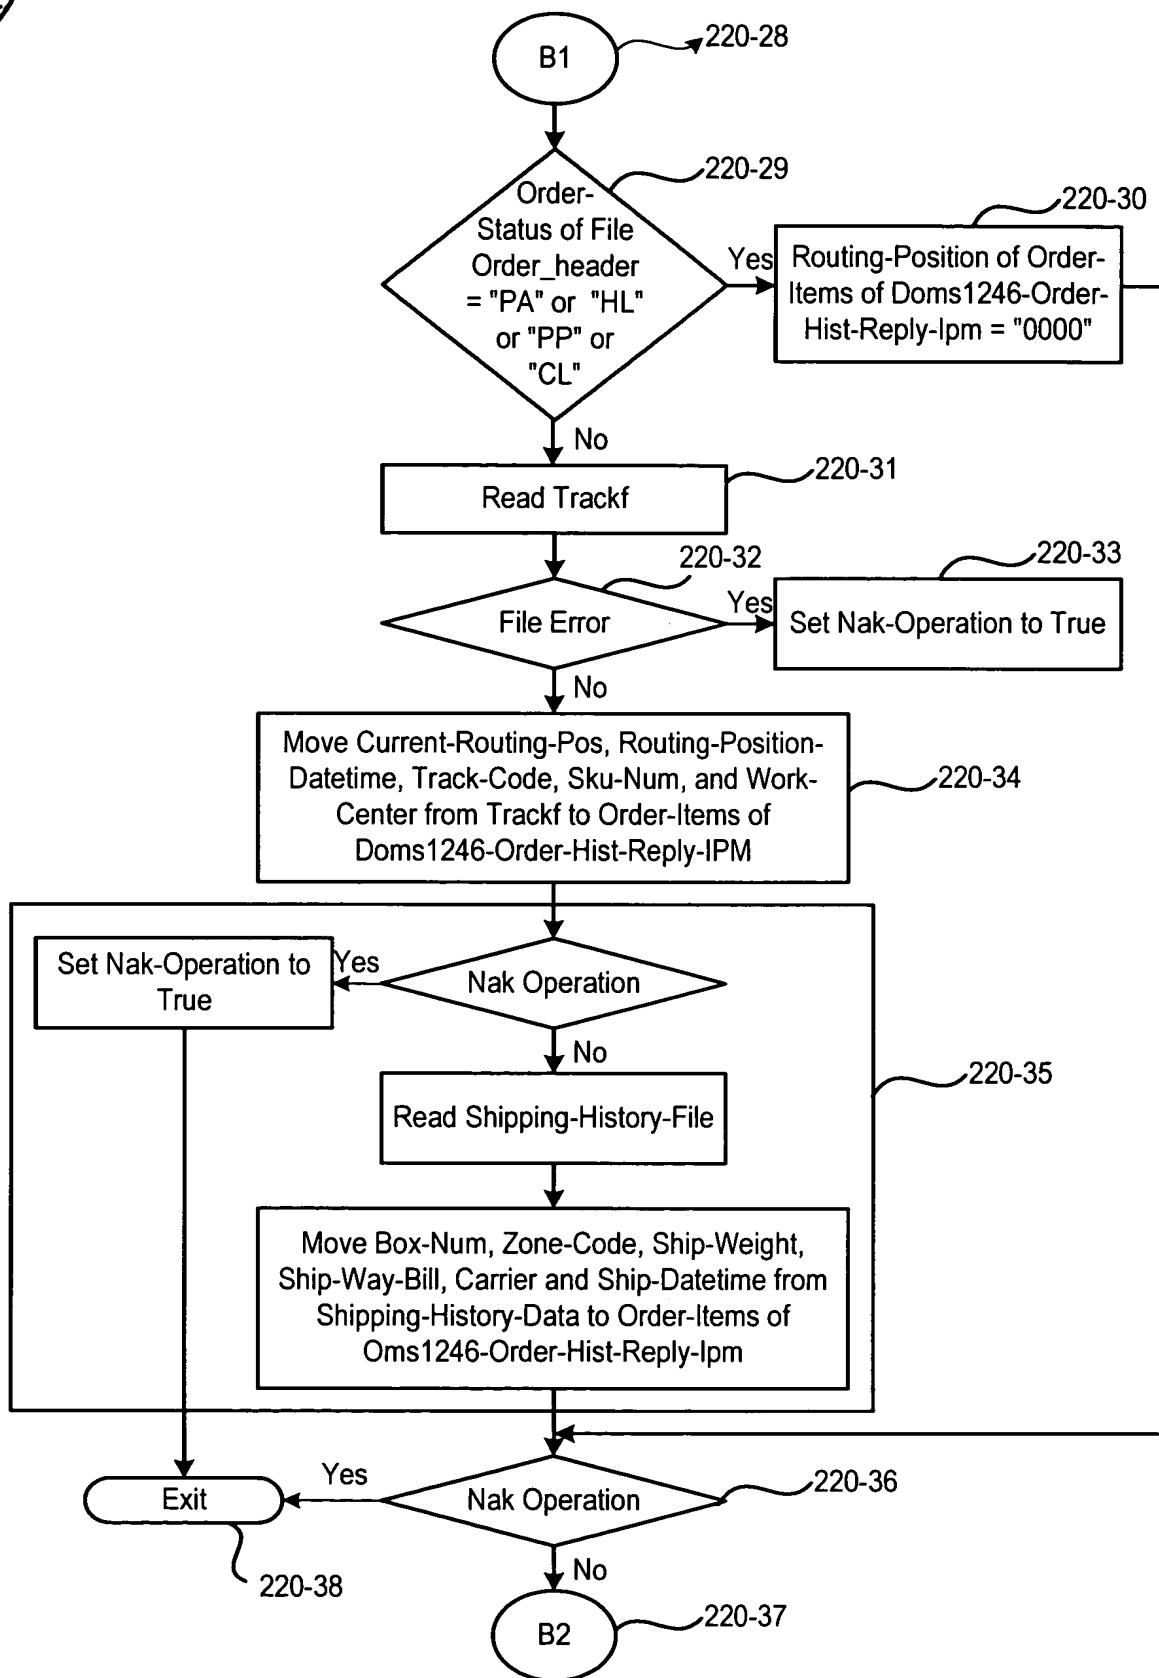 B1
220-28
220-29
Order-
Status of File
Order_header
= "PA" or "HL"
or "PP" or
"CL"
Yes
220-30
Routing-Position of Order-
Items of Doms1246-Order-
Hist-Reply-Ipm = "0000"
No
220-31
Read Trackf
220-32
File Error
Yes
220-33
Set Nak-Operation to True
No
Move Current-Routing-Pos, Routing-Position-
Datetime, Track-Code, Sku-Num, and Work-
Center from Trackf to Order-Items of
Doms1246-Order-Hist-Reply-IPM
220-34
Set Nak-Operation to
True
Yes
Nak Operation
No
220-35
Read Shipping-History-File
Move Box-Num, Zone-Code, Ship-Weight,
Ship-Way-Bill, Carrier and Ship-Datetime from
Shipping-History-Data to Order-Items of
Oms1246-Order-Hist-Reply-Ipm
Exit
Yes
Nak Operation
220-36
220-38
No
B2
220-37